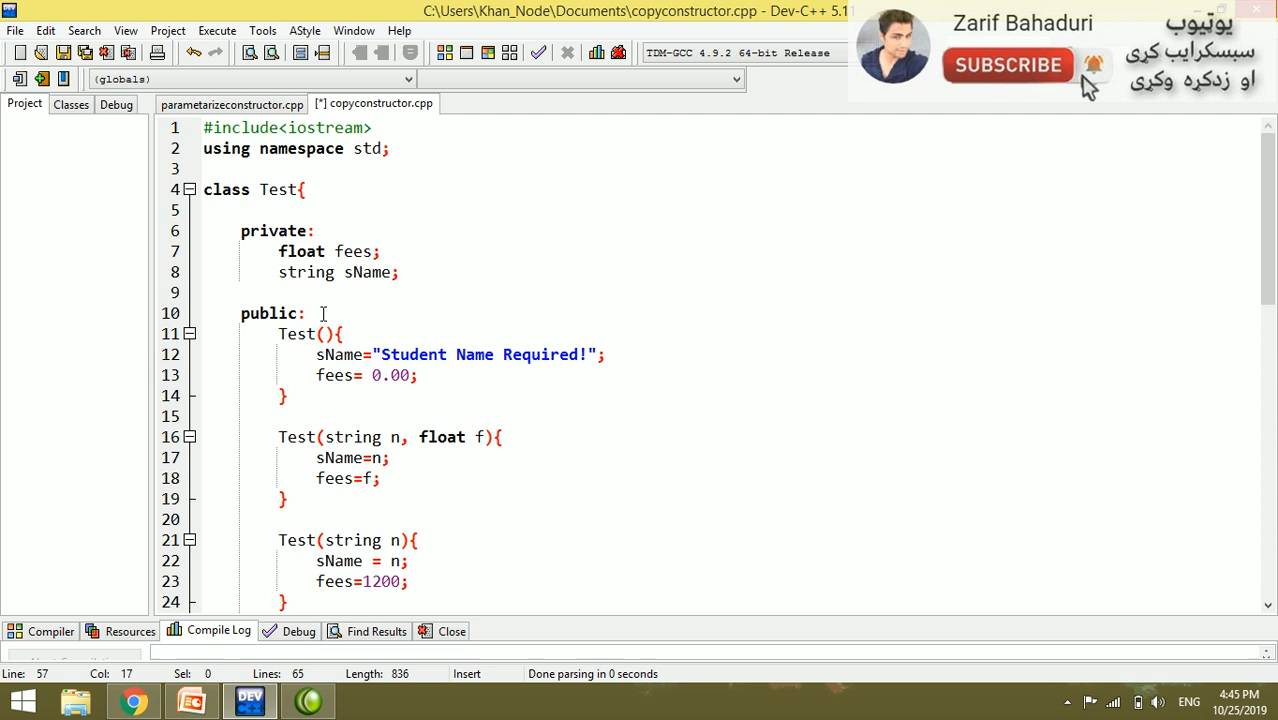 C:\Users\Khan_Node\Documents\copyconstructor.cpp - Dev-C++ 5.11
File Edit Search View Project Execute Tools AStyle Window Help
TDM-GCC 4.9.2 64-bit Release
(globals)
Project Classes Debug parametarizeconstructor.cpp [*] copyconstructor.cpp
Zarif Bahaduri
SUBSCRIBE
يوټيوب
سبسکرايب کړی
او زدکړه وکړی
1 #include<iostream>
2 using namespace std;
3
4 class Test{
5
6 private:
7 float fees;
8 string sName;
9
10 public:
11 Test(){
12 sName="Student Name Required!";
13 fees= 0.00;
14 }
15
16 Test(string n, float f){
17 sName=n;
18 fees=f;
19 }
20
21 Test(string n){
22 sName = n;
23 fees=1200;
24 }
Compiler Resources Compile Log Debug Find Results Close
Line: 57 Col: 17 Sel: 0 Lines: 65 Length: 836 Insert Done parsing in 0 seconds
DEV
ENG
4:45 PM
10/25/2019